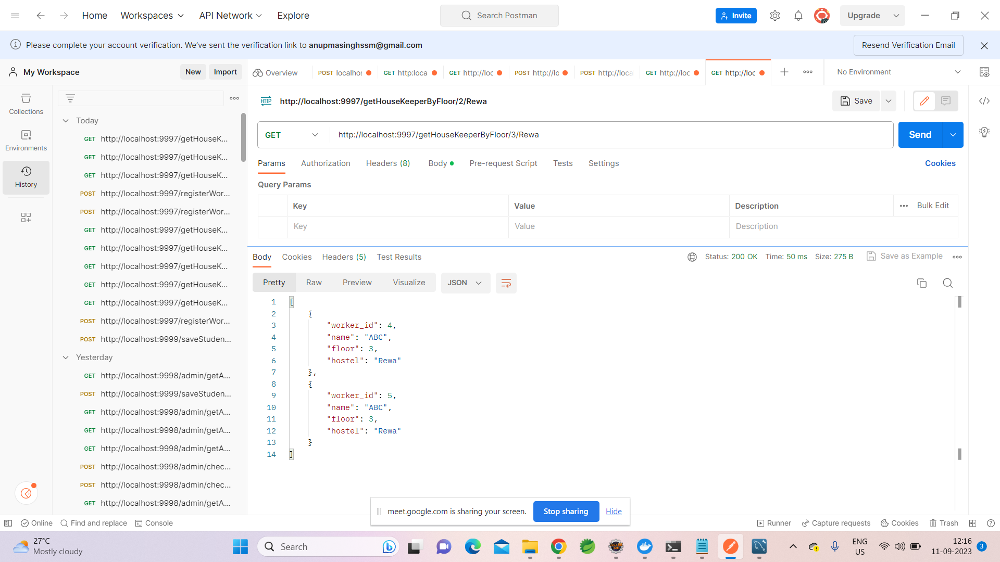 Home Workspaces API Network Explore Search Postman Invite Upgrade
Please complete your account verification. We've sent the verification link to anupmasinghssm@gmail.com Resend Verification Email
My Workspace New Import Overview POST localhos GET http:loca GET http://loc POST http://lo POST http://loca GET http://loc GET http://loc No Environment
Collections
Environments
History
Today
GET http://localhost:9997/getHouseK...
GET http://localhost:9997/getHouseK...
GET http://localhost:9997/getHouseK...
POST http://localhost:9997/registerWor...
POST http://localhost:9997/registerWor...
GET http://localhost:9997/getHouseK...
GET http://localhost:9997/getHouseK...
GET http://localhost:9997/getHouseK...
GET http://localhost:9997/getHouseK...
GET http://localhost:9997/getHouseK...
POST http://localhost:9997/registerWor...
POST http://localhost:9999/saveStuden...
Yesterday
GET http://localhost:9998/admin/getA...
POST http://localhost:9999/saveStuden...
GET http://localhost:9998/admin/getA...
GET http://localhost:9998/admin/getA...
GET http://localhost:9998/admin/getA...
POST http://localhost:9998/admin/chec...
POST http://localhost:9998/admin/chec...
GET http://localhost:9998/admin/getA...
HTTP http://localhost:9997/getHouseKeeperByFloor/2/Rewa Save
GET http://localhost:9997/getHouseKeeperByFloor/3/Rewa Send
Params Authorization Headers (8) Body Pre-request Script Tests Settings Cookies
Query Params
Key Value Description Bulk Edit
Key Value Description
Body Cookies Headers (5) Test Results Status: 200 OK Time: 50 ms Size: 275 B Save as Example
Pretty Raw Preview Visualize JSON
1 [
2 {
3 "worker_id": 4,
4 "name": "ABC",
5 "floor": 3,
6 "hostel": "Rewa"
7 },
8 {
9 "worker_id": 5,
10 "name": "ABC",
11 "floor": 3,
12 "hostel": "Rewa"
13 }
14 ]
meet.google.com is sharing your screen. Stop sharing Hide
Online Find and replace Console Runner Capture requests Cookies Trash
27°C
Mostly cloudy
Search
ENG
US
12:16
11-09-2023
3